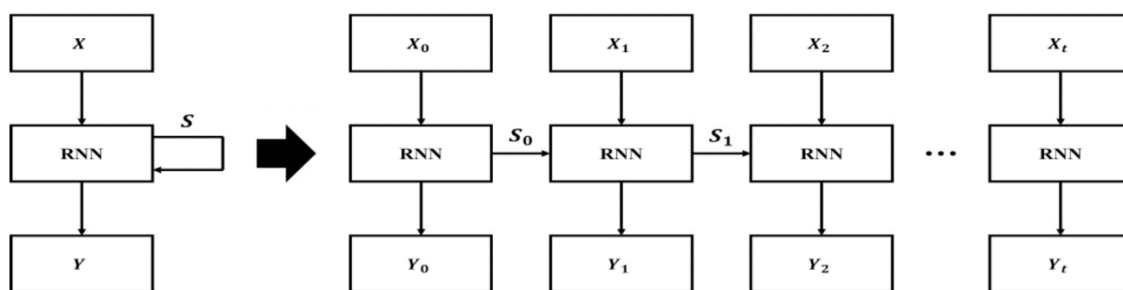 X X₀ X₁ X₂ Xₜ
S
S₀ S₁
RNN RNN RNN RNN ... RNN
Y Y₀ Y₁ Y₂ Yₜ